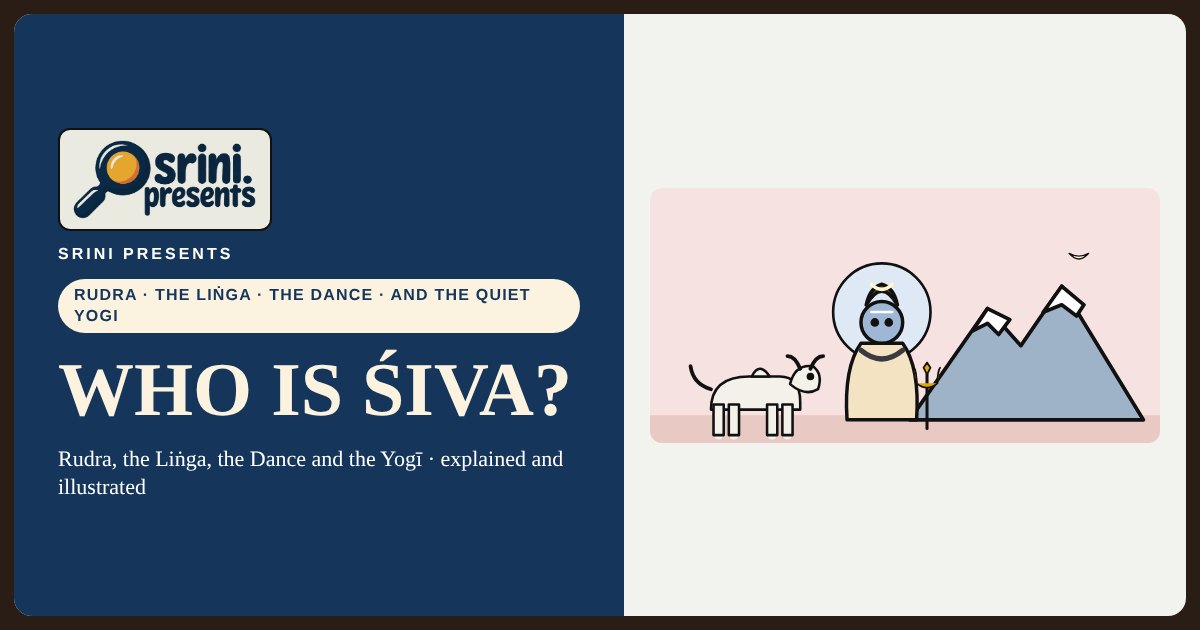 srini.
presents
SRINI PRESENTS
RUDRA · THE LIṄGA · THE DANCE · AND THE QUIET
YOGI
WHO IS ŚIVA?
Rudra, the Liṅga, the Dance and the Yogī · explained and
illustrated